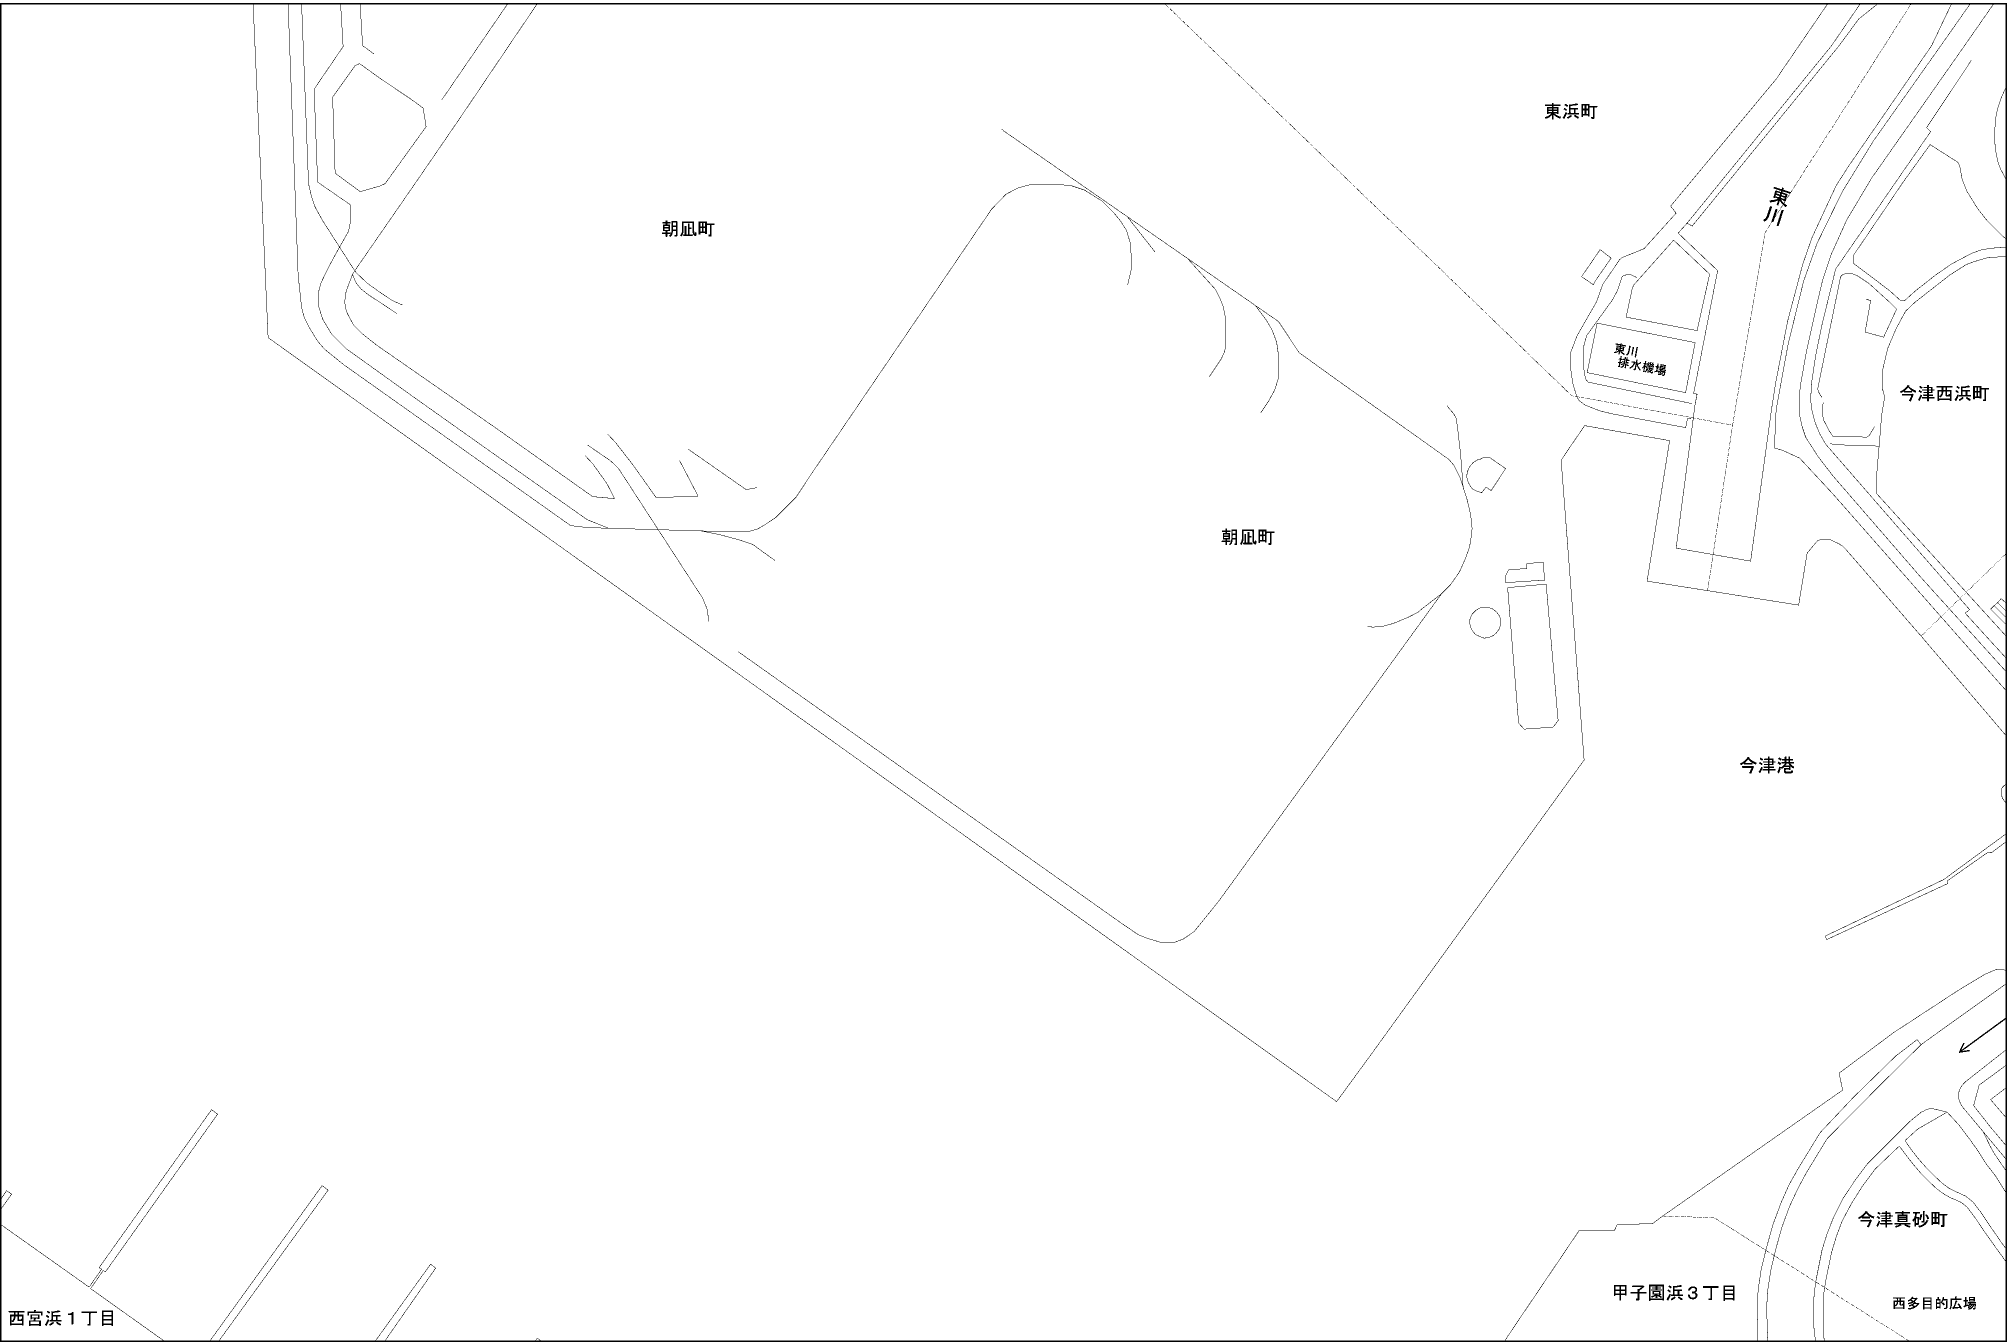 東浜町
東川
朝凪町
東川
排水機場
今津西浜町
朝凪町
今津港
今津真砂町
甲子園浜３丁目
西多目的広場
西宮浜１丁目